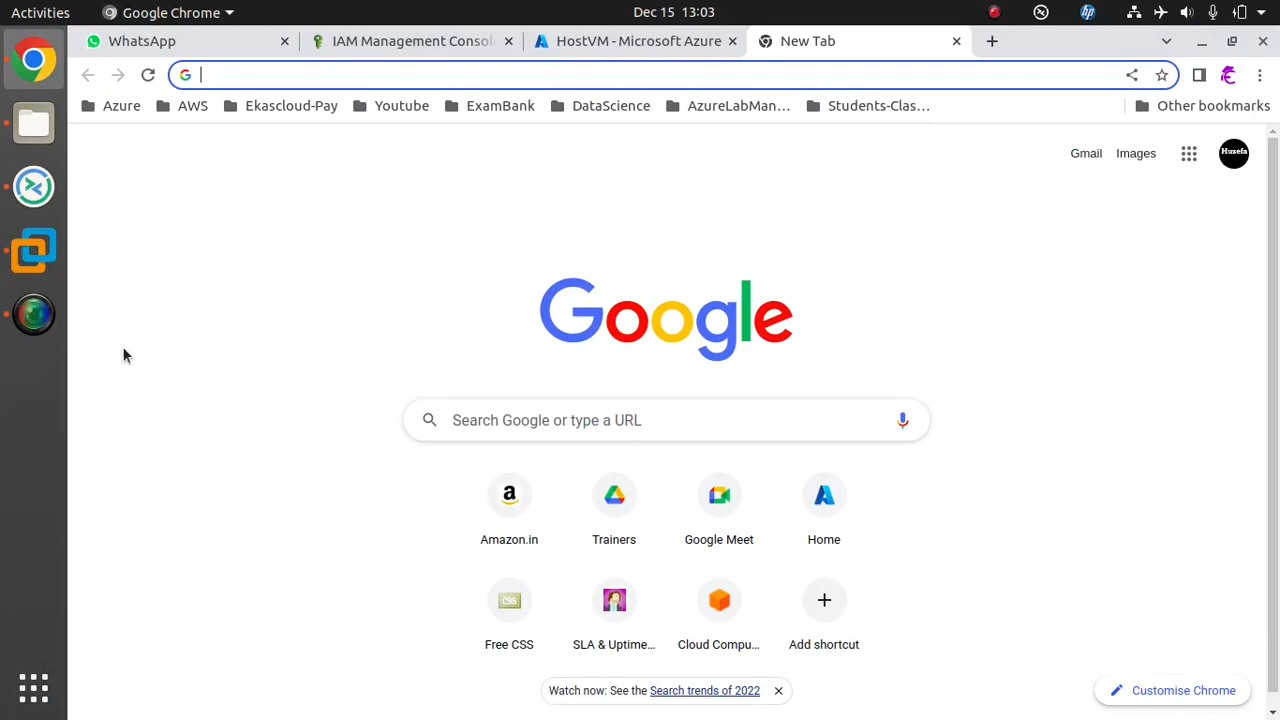 Activities
Google Chrome
Dec 15 13:03
hp
WhatsApp
IAM Management Consol
HostVM - Microsoft Azure
New Tab
Azure
AWS
Ekascloud-Pay
Youtube
ExamBank
DataScience
AzureLabMan...
Students-Clas...
Other bookmarks
Gmail
Images
Huzefa
Google
Search Google or type a URL
Amazon.in
Trainers
Google Meet
Home
CSS
Free CSS
SLA & Uptime...
Cloud Compu...
Add shortcut
Watch now: See the Search trends of 2022
Customise Chrome